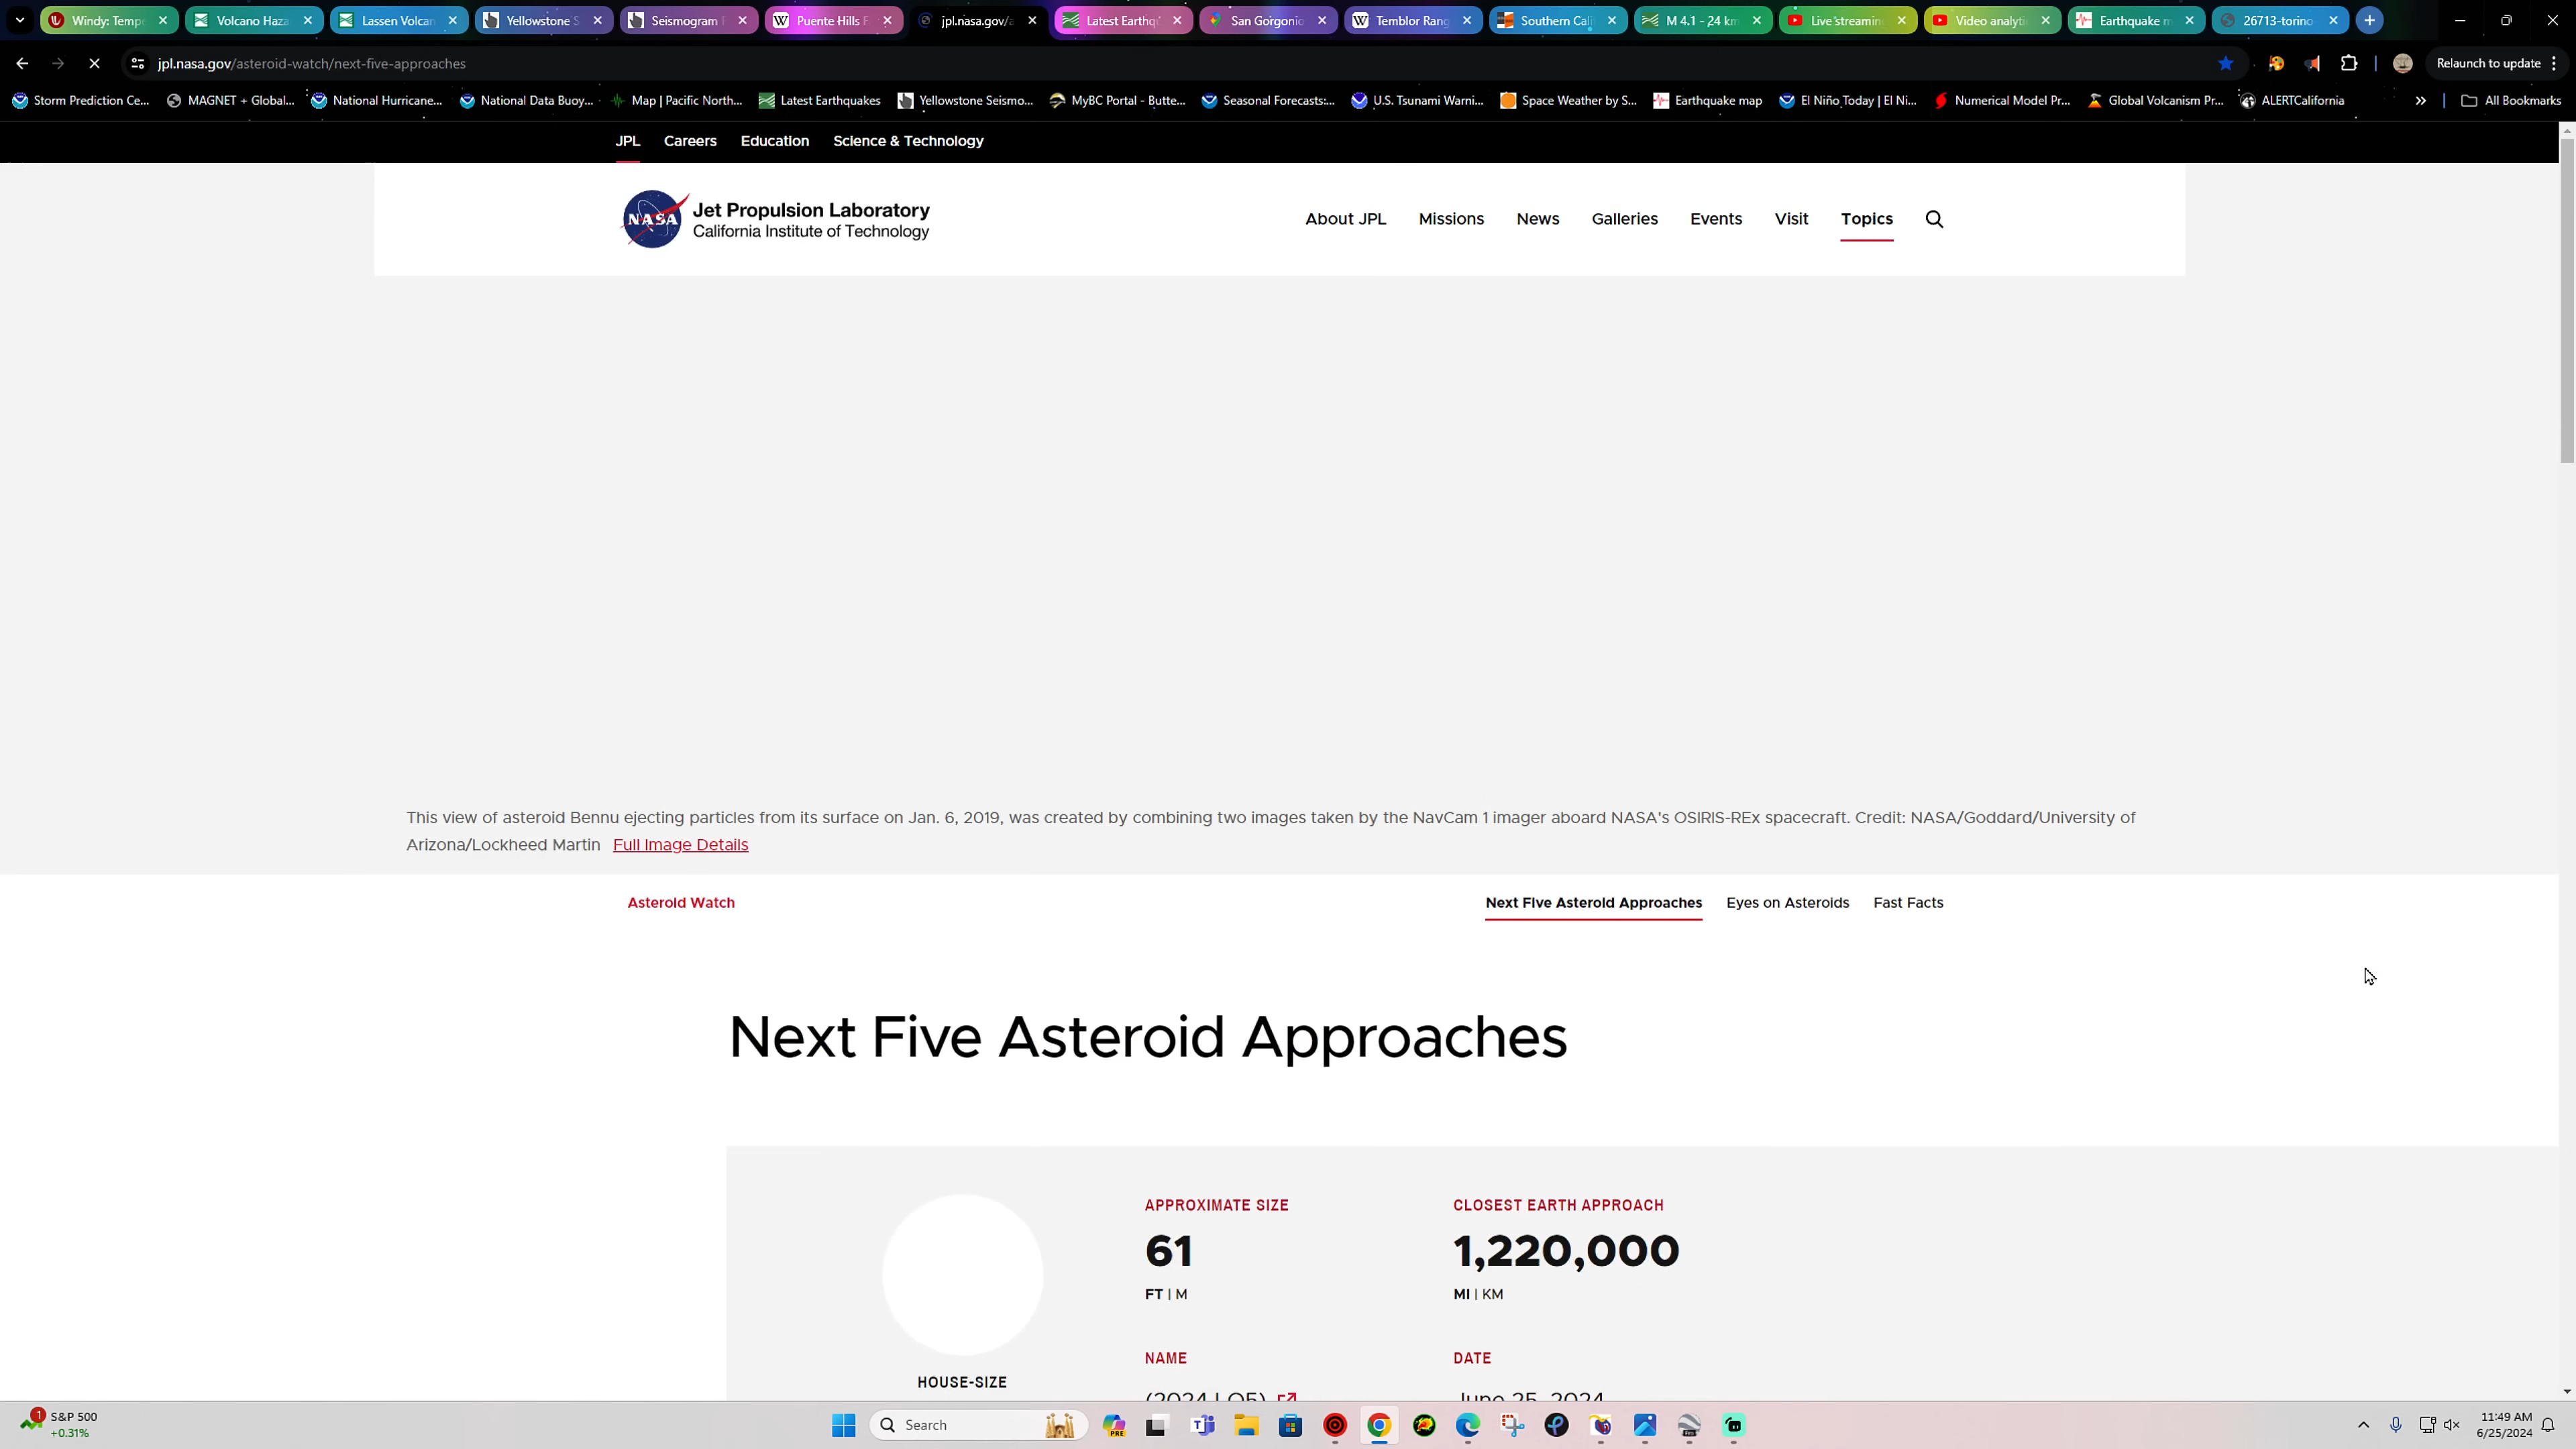 Windy: Tempe
Volcano Haza
Lassen Volcan
Yellowstone S
Seismogram
Puente Hills F
jpl.nasa.gov/a
Latest Earthq
San Gorgonio
Temblor Rang
Southern Cali
M 4.1 - 24 km
Live streamin
Video analyti
Earthquake m
26713-torino
jpl.nasa.gov/asteroid-watch/next-five-approaches
Relaunch to update
Storm Prediction Ce...
MAGNET + Global...
National Hurricane...
National Data Buoy...
Map | Pacific North...
Latest Earthquakes
Yellowstone Seismo...
MyBC Portal - Butte...
Seasonal Forecasts:...
U.S. Tsunami Warni...
Space Weather by S...
Earthquake map
El Niño Today | El Ni...
Numerical Model Pr...
Global Volcanism Pr...
ALERTCalifornia
All Bookmarks
JPL Careers Education Science & Technology
NASA
Jet Propulsion Laboratory
California Institute of Technology
About JPL Missions News Galleries Events Visit Topics
This view of asteroid Bennu ejecting particles from its surface on Jan. 6, 2019, was created by combining two images taken by the NavCam 1 imager aboard NASA's OSIRIS-REx spacecraft. Credit: NASA/Goddard/University of
Arizona/Lockheed Martin Full Image Details
Asteroid Watch
Next Five Asteroid Approaches Eyes on Asteroids Fast Facts
Next Five Asteroid Approaches
APPROXIMATE SIZE CLOSEST EARTH APPROACH
61 1,220,000
FT | M MI | KM
NAME DATE
HOUSE-SIZE
June 25, 2024
1
S&P 500
+0.31%
Search
PRE
11:49 AM
6/25/2024